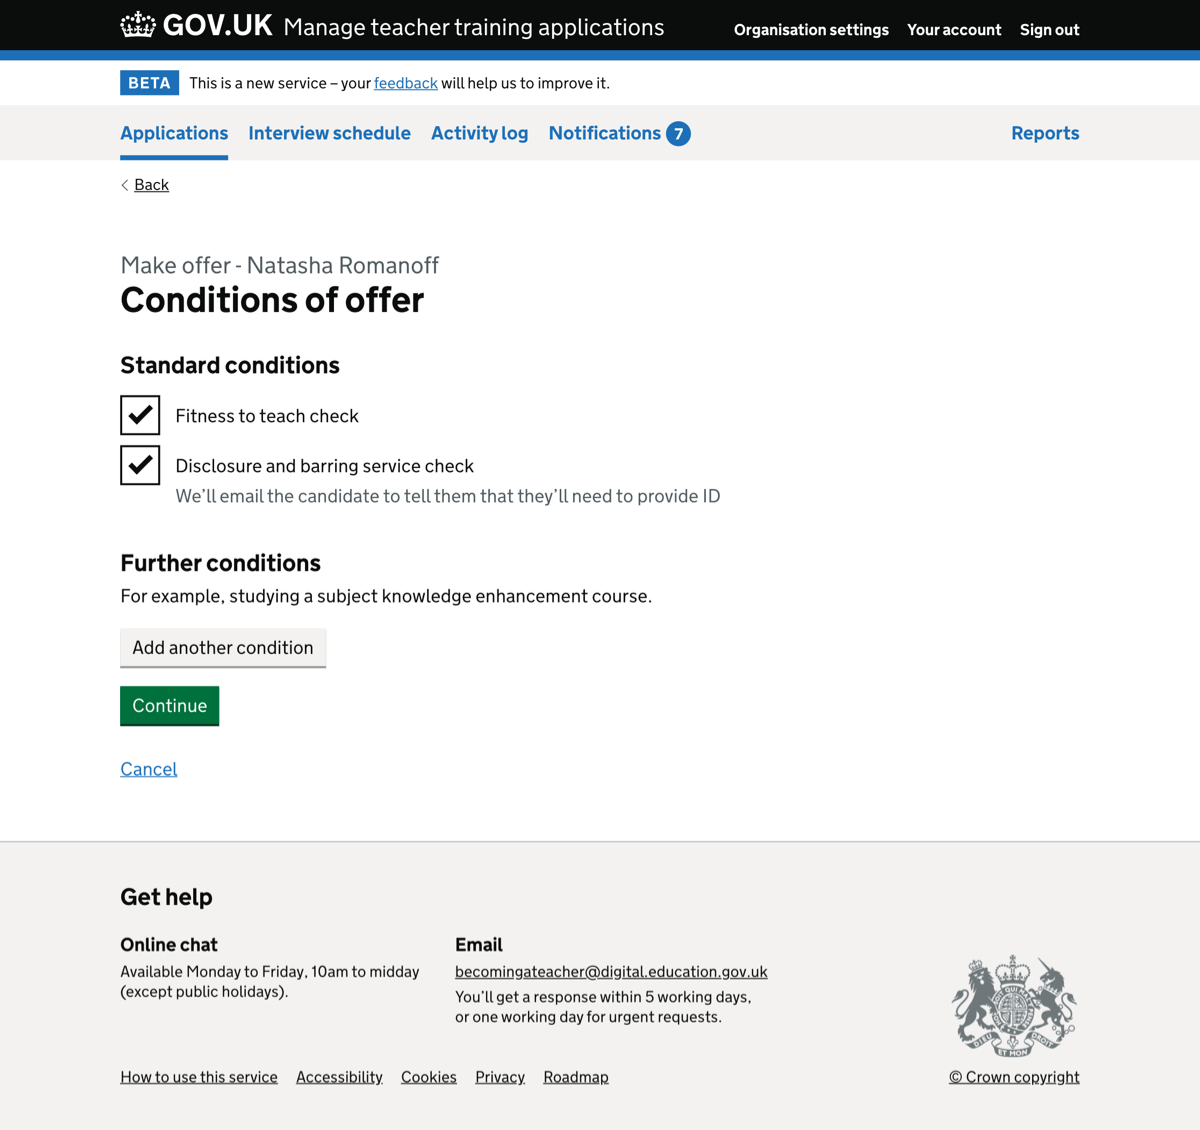 GOV.UK Manage teacher training applications Organisation settings Your account Sign out
BETA This is a new service – your feedback will help us to improve it.
Applications Interview schedule Activity log Notifications 7 Reports
Back
Make offer - Natasha Romanoff
Conditions of offer
Standard conditions
Fitness to teach check
Disclosure and barring service check
We’ll email the candidate to tell them that they’ll need to provide ID
Further conditions
For example, studying a subject knowledge enhancement course.
Add another condition
Continue
Cancel
Get help
Online chat
Available Monday to Friday, 10am to midday
(except public holidays).
Email
becomingateacher@digital.education.gov.uk
You’ll get a response within 5 working days,
or one working day for urgent requests.
DIEU ET MON DROIT
How to use this service Accessibility Cookies Privacy Roadmap © Crown copyright